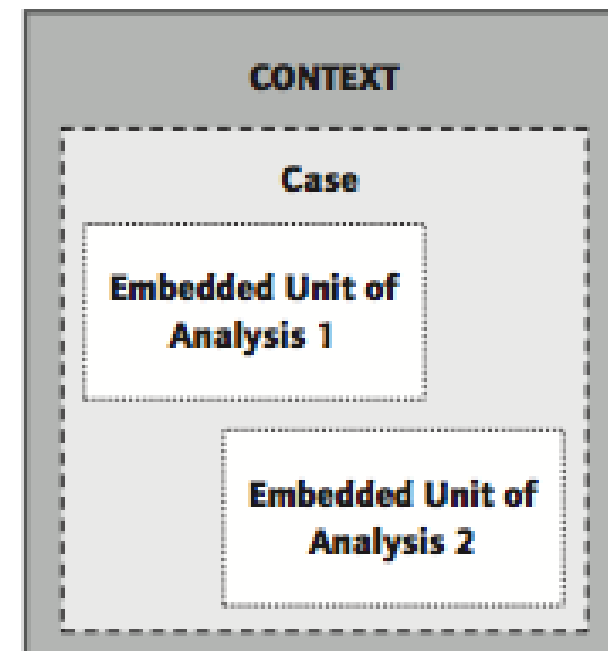 CONTEXT
Case
Embedded Unit of
Analysis 1
Embedded Unit of
Analysis 2